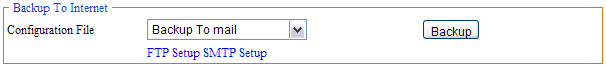 Backup To Internet
Configuration File Backup To mail Backup
FTP Setup SMTP Setup